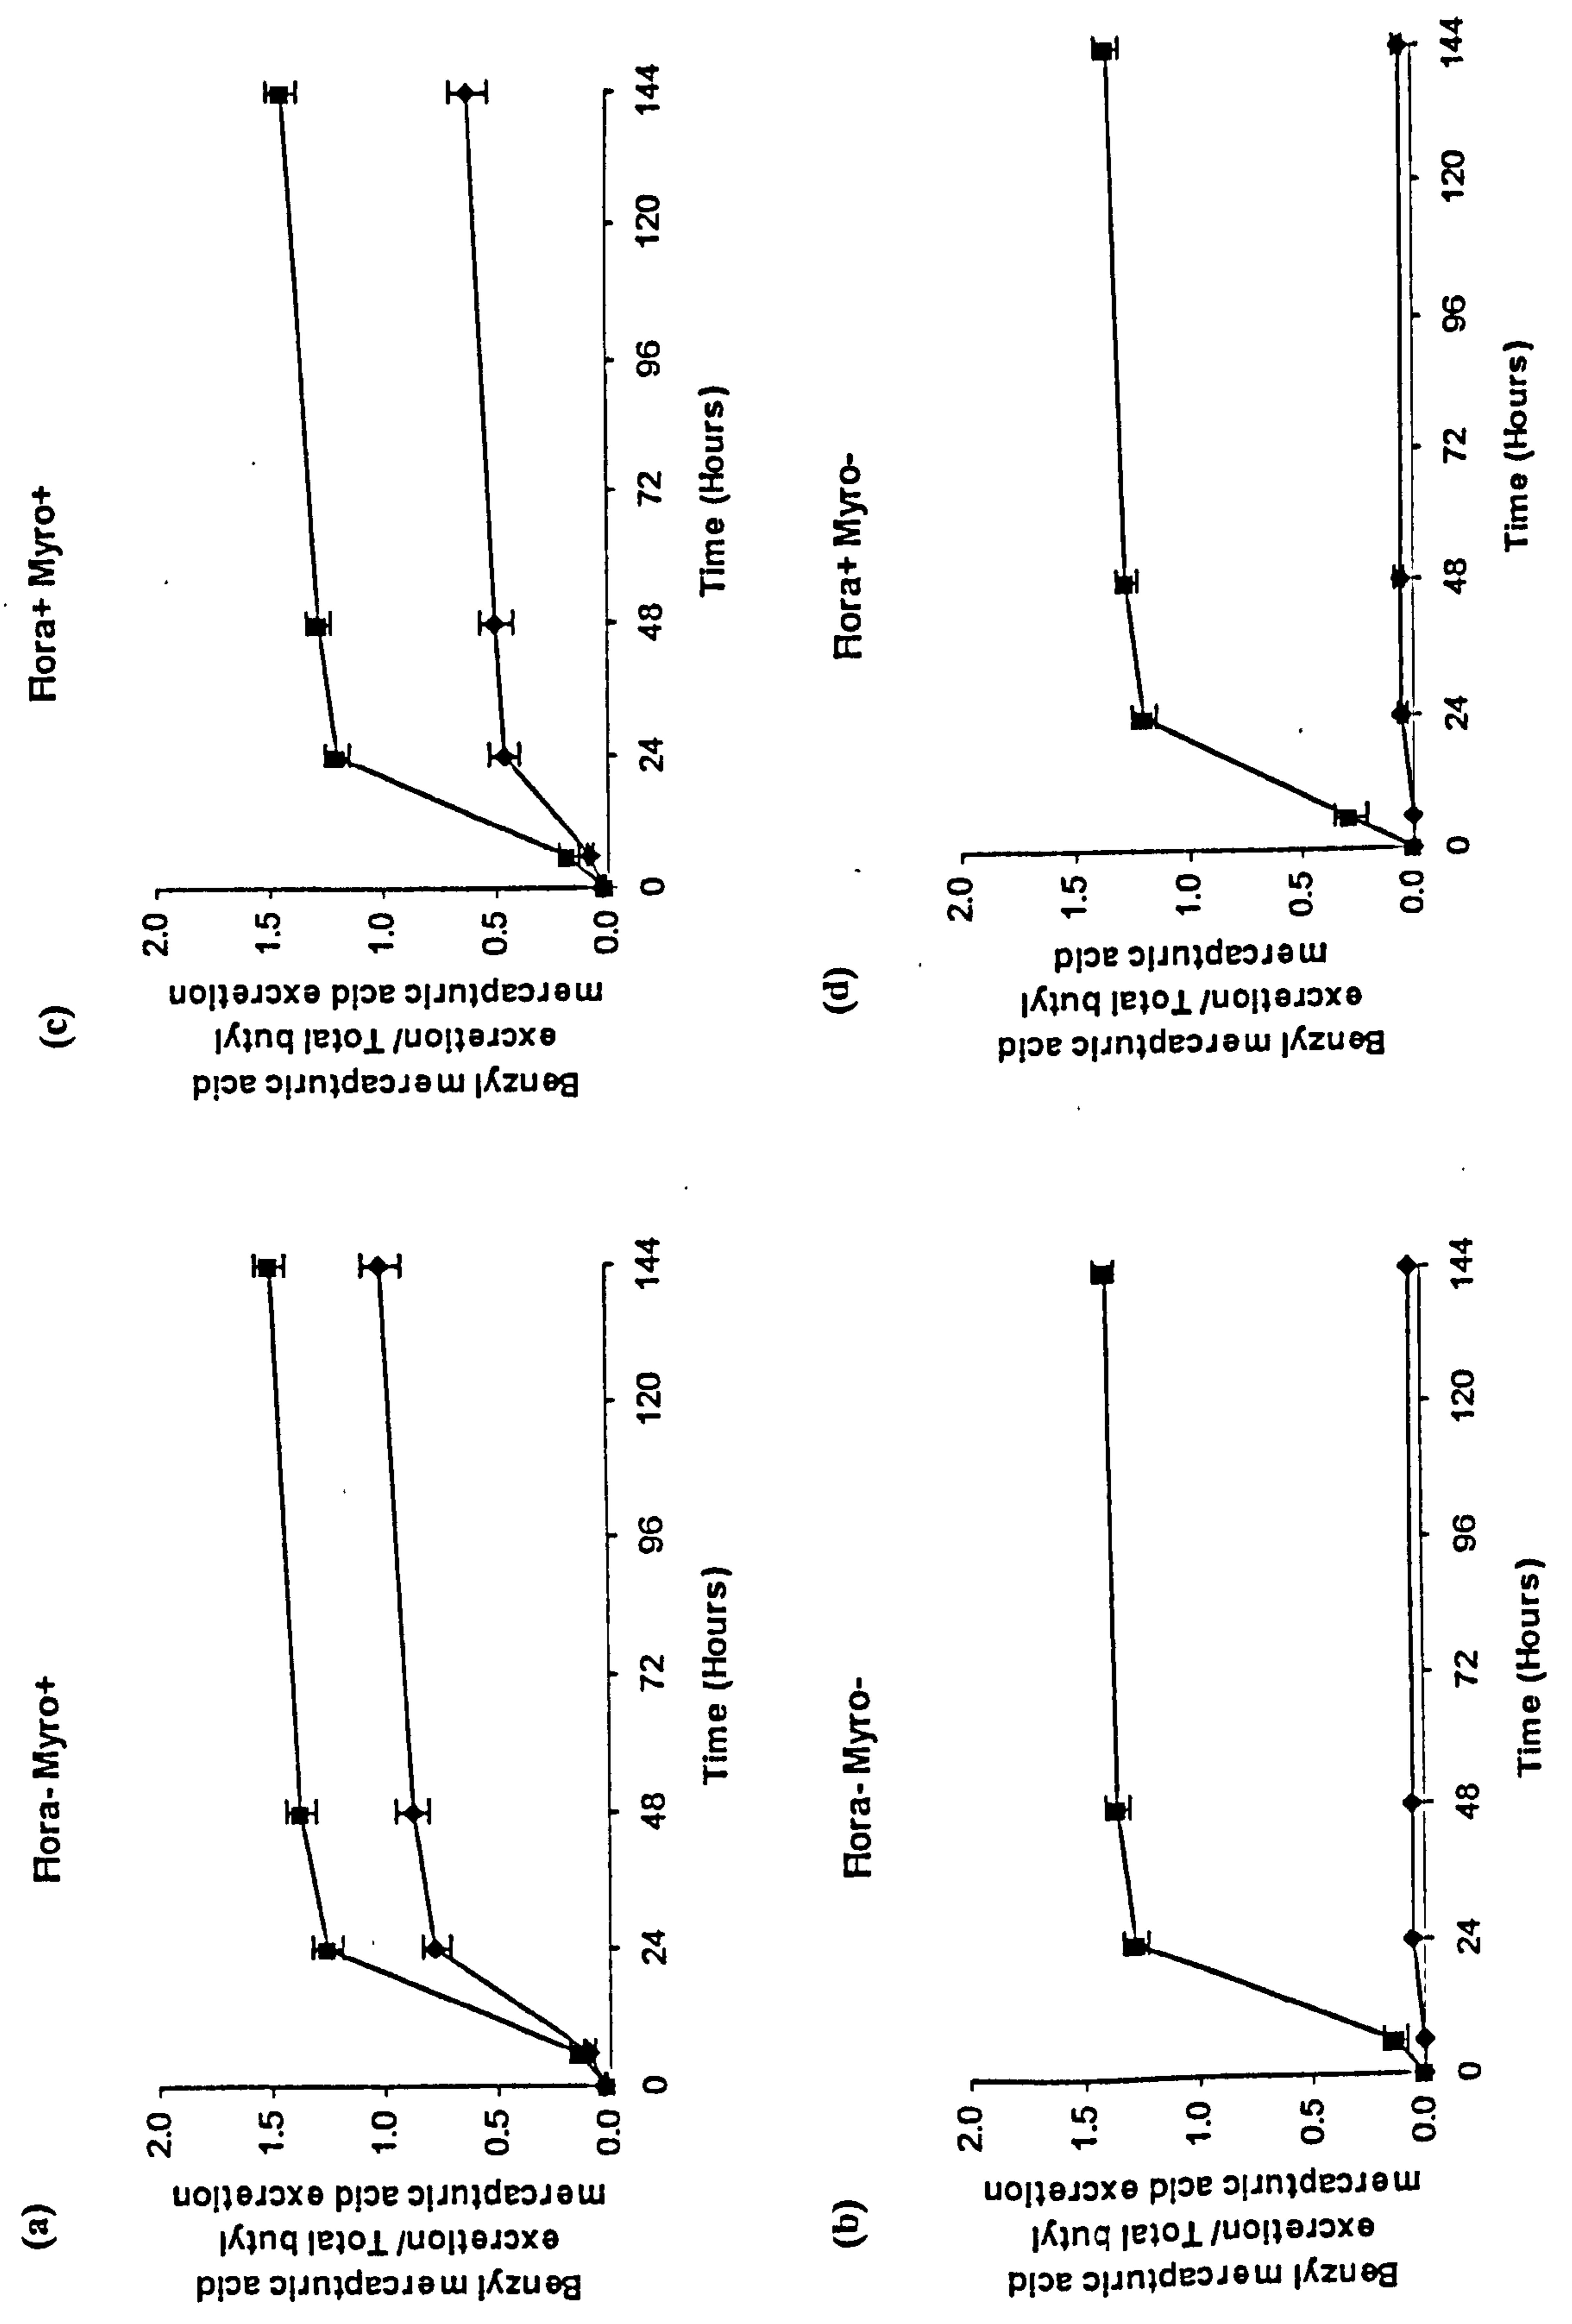 (a)
Flora- Myro+
Benzyl mercapturic acid
excretion/ Total butyl
mercapturic acid excretion
2.0
1.5
1.0
0.5
0.0
0 24 48 72 96 120 144
Time (Hours)
(c)
Flora+ Myro+
Benzyl mercapturic acid
excretion/ Total butyl
mercapturic acid excretion
2.0
1.5
1.0
0.5
0.0
0 24 48 72 96 120 144
Time (Hours)
(b)
Flora- Myro-
Benzyl mercapturic acid
excretion/ Total butyl
mercapturic acid excretion
2.0
1.5
1.0
0.5
0.0
0 24 48 72 96 120 144
Time (Hours)
(d)
Flora+ Myro-
Benzyl mercapturic acid
excretion/ Total butyl
mercapturic acid
2.0
1.5
1.0
0.5
0.0
0 24 48 72 96 120 144
Time (Hours)